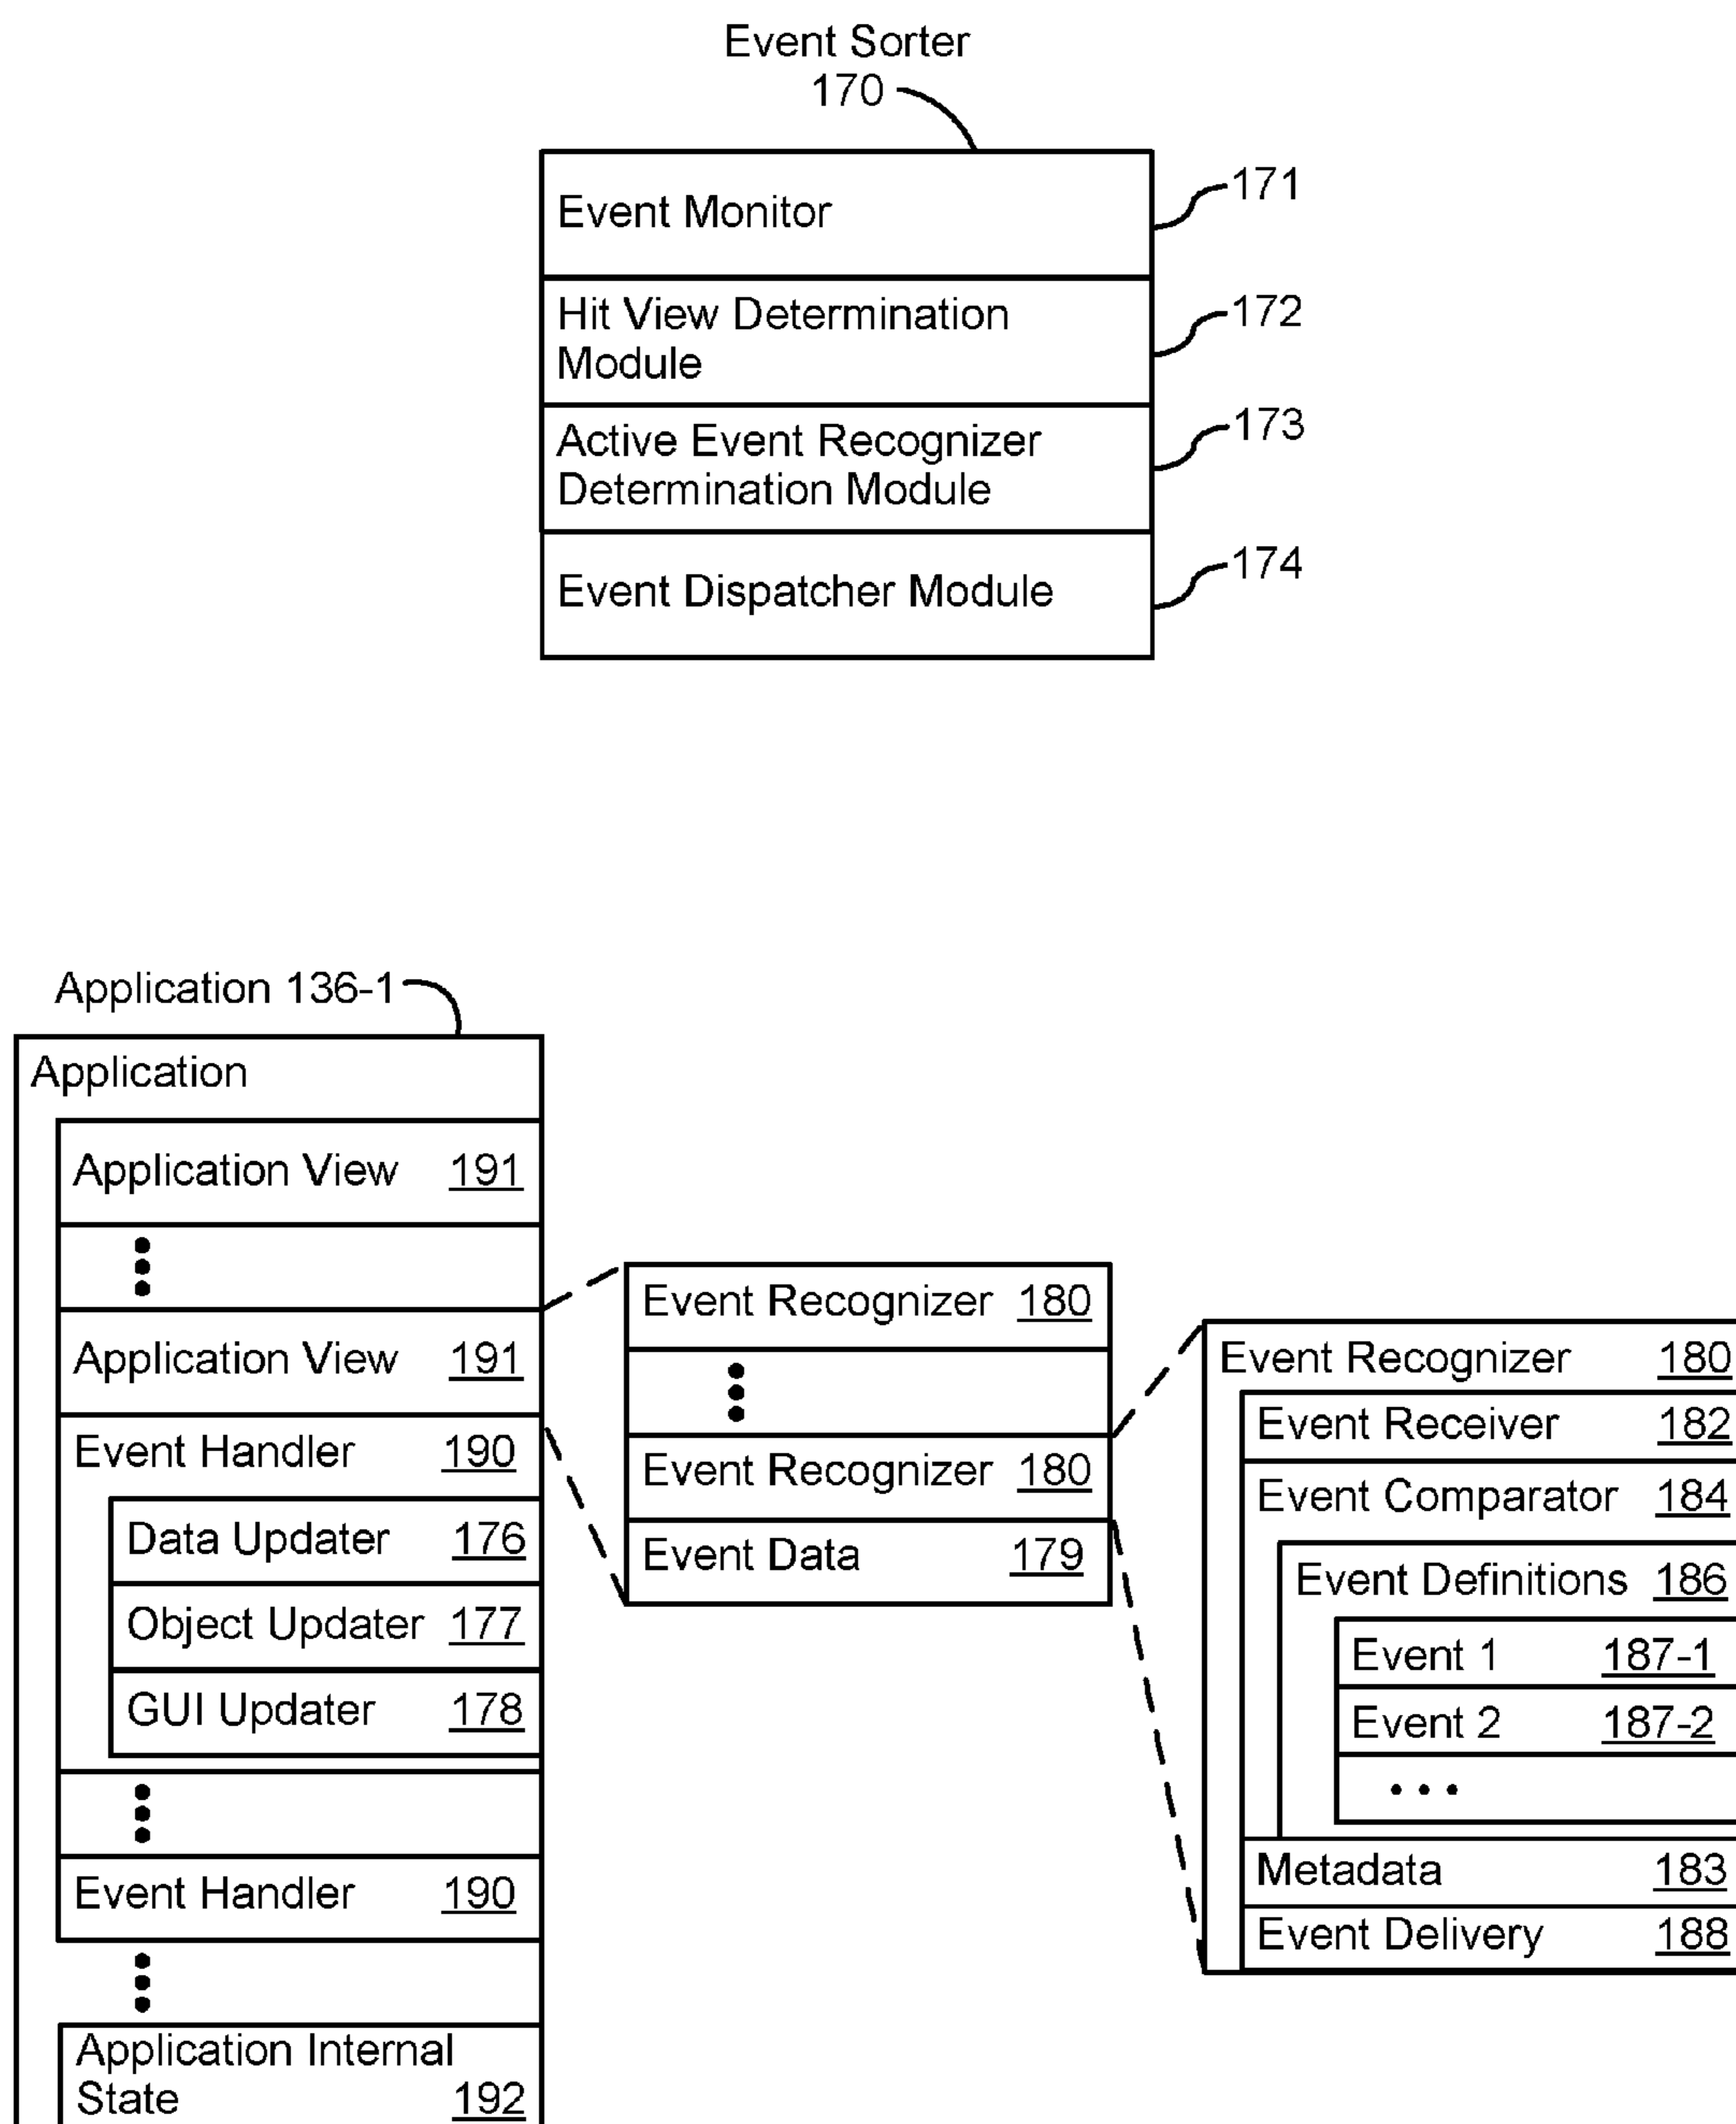 Event Sorter
170
Event Monitor
171
Hit View Determination
Module
172
Active Event Recognizer
Determination Module
173
Event Dispatcher Module
174
Application 136-1
Application
Application View 191
Application View 191
Event Handler 190
Data Updater 176
Object Updater 177
GUI Updater 178
Event Handler 190
Application Internal
State 192
Event Recognizer 180
Event Recognizer 180
Event Data 179
Event Recognizer 180
Event Receiver 182
Event Comparator 184
Event Definitions 186
Event 1 187-1
Event 2 187-2
• • •
Metadata 183
Event Delivery 188